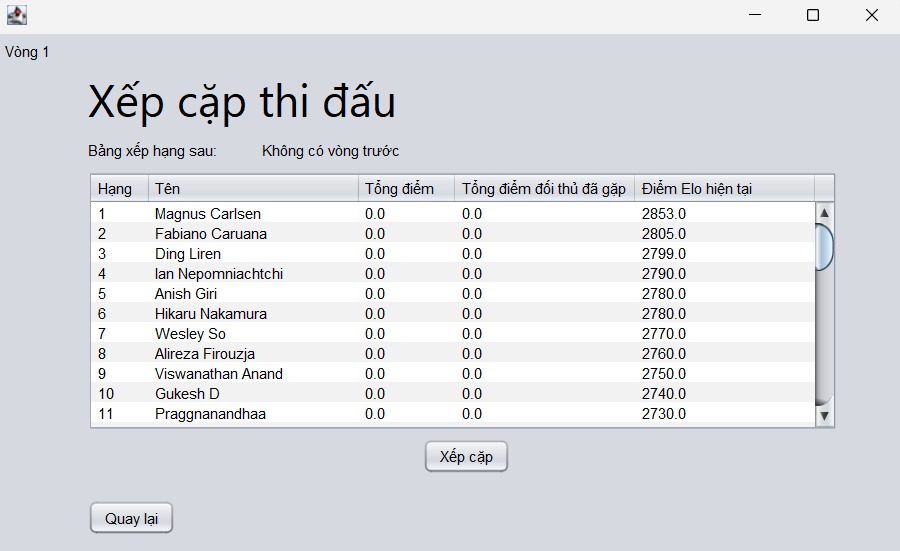 Vòng 1
Xếp cặp thi đấu
Bảng xếp hạng sau: Không có vòng trước
Hạng Tên Tổng điểm Tổng điểm đối thủ đã gặp Điểm Elo hiện tại
1 Magnus Carlsen 0.0 0.0 2853.0
2 Fabiano Caruana 0.0 0.0 2805.0
3 Ding Liren 0.0 0.0 2799.0
4 Ian Nepomniachtchi 0.0 0.0 2790.0
5 Anish Giri 0.0 0.0 2780.0
6 Hikaru Nakamura 0.0 0.0 2780.0
7 Wesley So 0.0 0.0 2770.0
8 Alireza Firouzja 0.0 0.0 2760.0
9 Viswanathan Anand 0.0 0.0 2750.0
10 Gukesh D 0.0 0.0 2740.0
11 Praggnanandhaa 0.0 0.0 2730.0
Xếp cặp
Quay lại